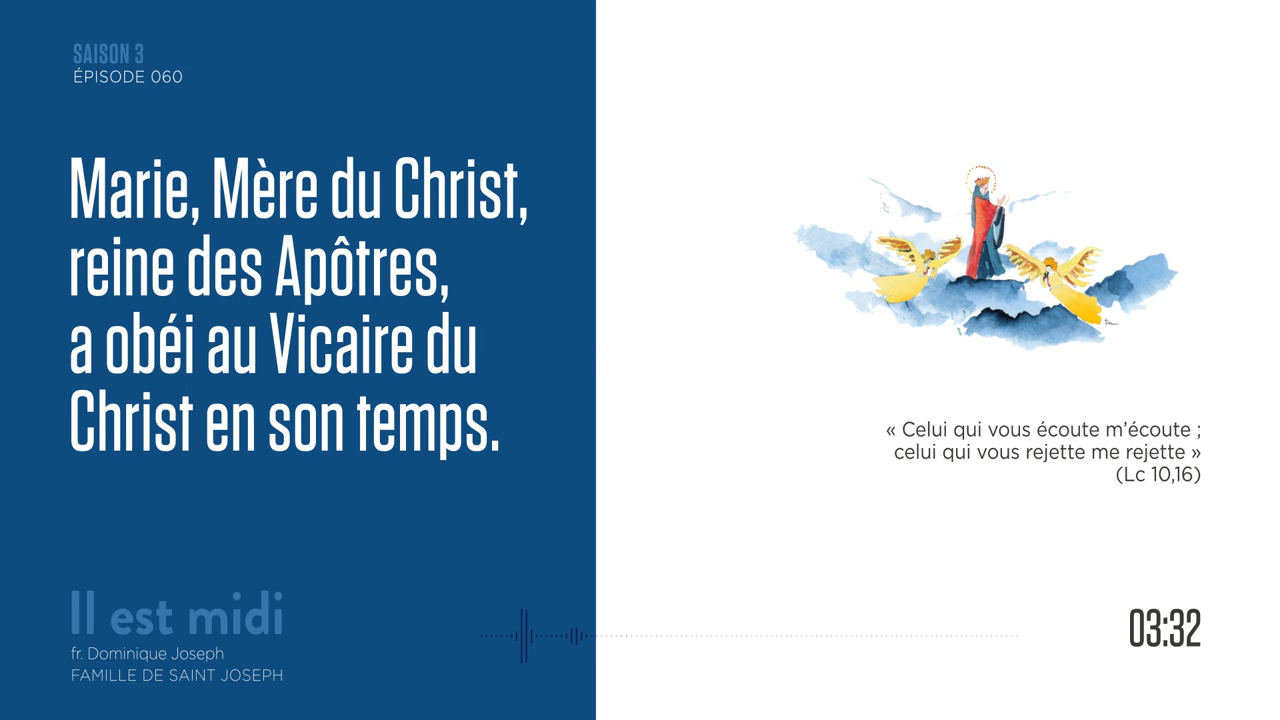 SAISON 3
ÉPISODE 060
Marie, Mère du Christ,
reine des Apôtres,
a obéi au Vicaire du
Christ en son temps.
« Celui qui vous écoute m’écoute ;
celui qui vous rejette me rejette »
(Lc 10,16)
Il est midi
fr. Dominique Joseph
FAMILLE DE SAINT JOSEPH
03:32